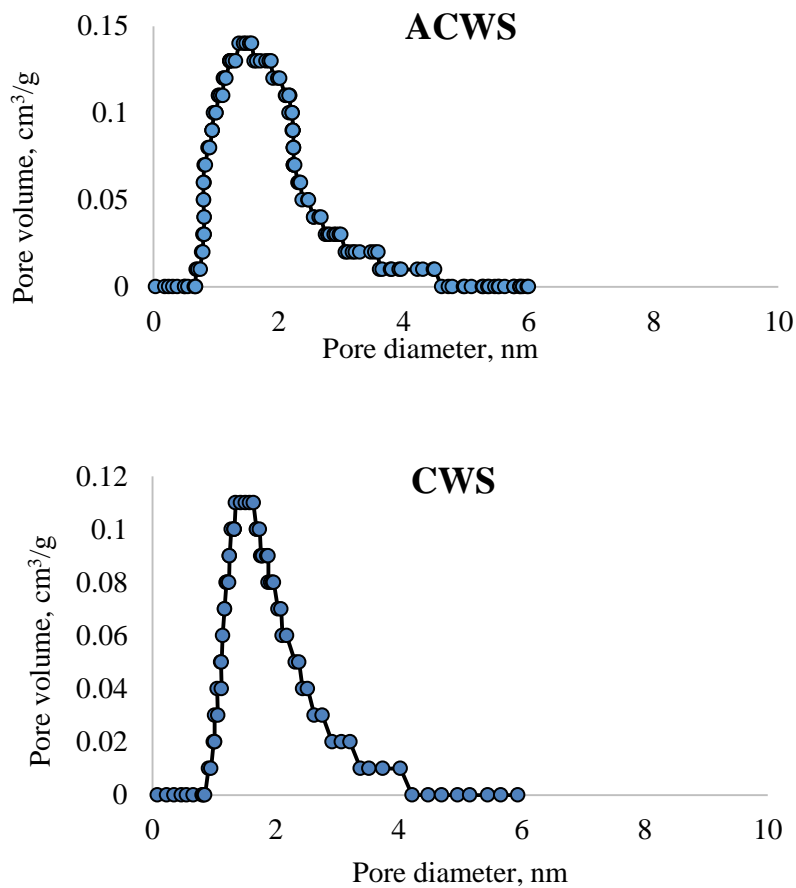 ACWS
Pore volume, cm³/g
0.15
0.1
0.05
0
0 2 4 6 8 10
Pore diameter, nm
CWS
Pore volume, cm³/g
0.12
0.1
0.08
0.06
0.04
0.02
0
0 2 4 6 8 10
Pore diameter, nm